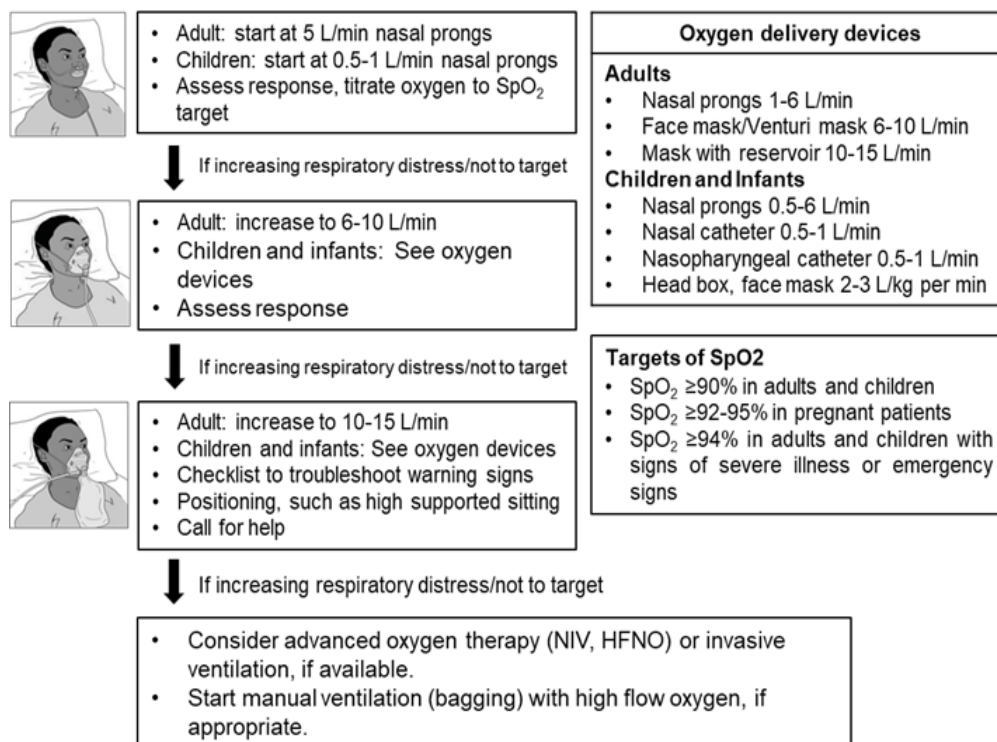 • Adult: start at 5 L/min nasal prongs
• Children: start at 0.5-1 L/min nasal prongs
• Assess response, titrate oxygen to SpO₂
target
If increasing respiratory distress/not to target
• Adult: increase to 6-10 L/min
• Children and infants: See oxygen
devices
• Assess response
If increasing respiratory distress/not to target
• Adult: increase to 10-15 L/min
• Children and infants: See oxygen devices
• Checklist to troubleshoot warning signs
• Positioning, such as high supported sitting
• Call for help
If increasing respiratory distress/not to target
• Consider advanced oxygen therapy (NIV, HFNO) or invasive
ventilation, if available.
• Start manual ventilation (bagging) with high flow oxygen, if
appropriate.
Oxygen delivery devices
Adults
• Nasal prongs 1-6 L/min
• Face mask/Venturi mask 6-10 L/min
• Mask with reservoir 10-15 L/min
Children and Infants
• Nasal prongs 0.5-6 L/min
• Nasal catheter 0.5-1 L/min
• Nasopharyngeal catheter 0.5-1 L/min
• Head box, face mask 2-3 L/kg per min
Targets of SpO2
• SpO₂ ≥90% in adults and children
• SpO₂ ≥92-95% in pregnant patients
• SpO₂ ≥94% in adults and children with
signs of severe illness or emergency
signs